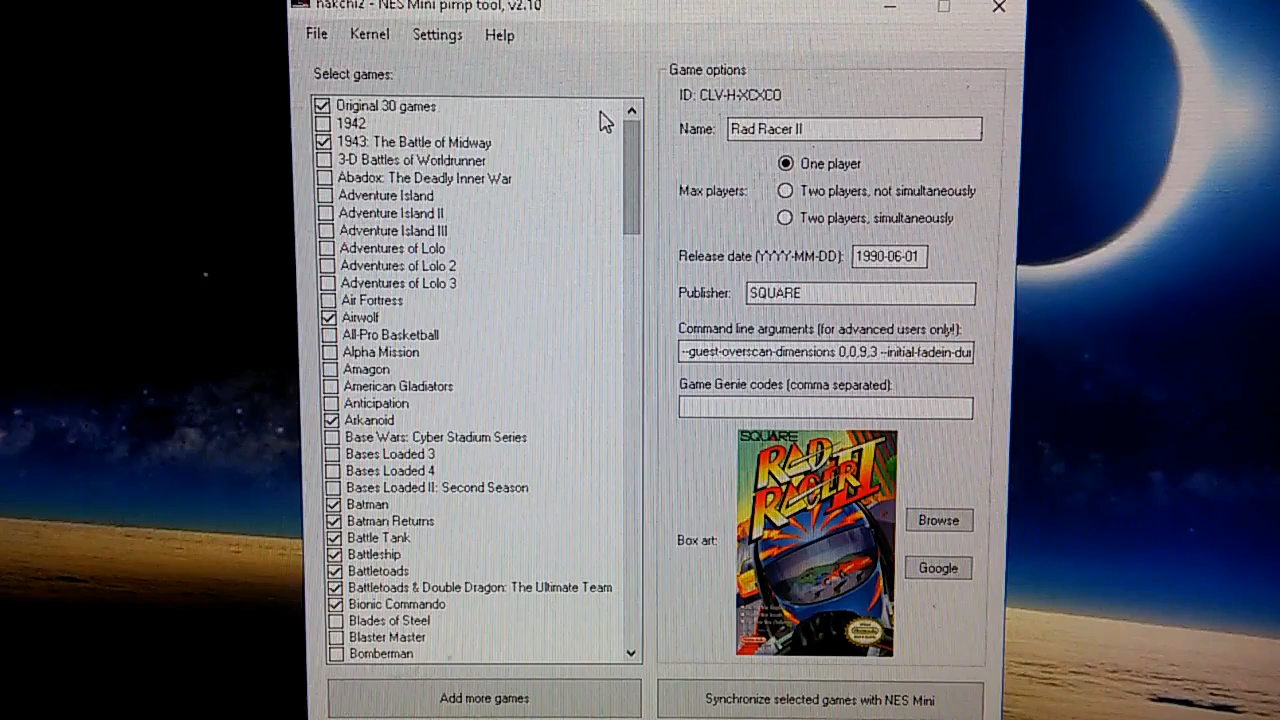 hakchi2 - NES Mini pimp tool, v2.10
File Kernel Settings Help
Select games:
Original 30 games
1942
1943: The Battle of Midway
3-D Battles of Worldrunner
Abadox: The Deadly Inner War
Adventure Island
Adventure Island II
Adventure Island III
Adventures of Lolo
Adventures of Lolo 2
Adventures of Lolo 3
Air Fortress
Airwolf
All-Pro Basketball
Alpha Mission
Amagon
American Gladiators
Anticipation
Arkanoid
Base Wars: Cyber Stadium Series
Bases Loaded 3
Bases Loaded 4
Bases Loaded II: Second Season
Batman
Batman Returns
Battle Tank
Battleship
Battletoads
Battletoads & Double Dragon: The Ultimate Team
Bionic Commando
Blades of Steel
Blaster Master
Bomberman
Add more games
Game options
ID: CLV-H-XCXCO
Name: Rad Racer II
Max players:
One player
Two players, not simultaneously
Two players, simultaneously
Release date (YYYY-MM-DD): 1990-06-01
Publisher: SQUARE
Command line arguments (for advanced users only!):
--guest-overscan-dimensions 0,0,9,3 --initial-fadein-dur
Game Genie codes (comma separated):
Box art:
SQUARE
RAD
RACER II
Browse
Google
Synchronize selected games with NES Mini